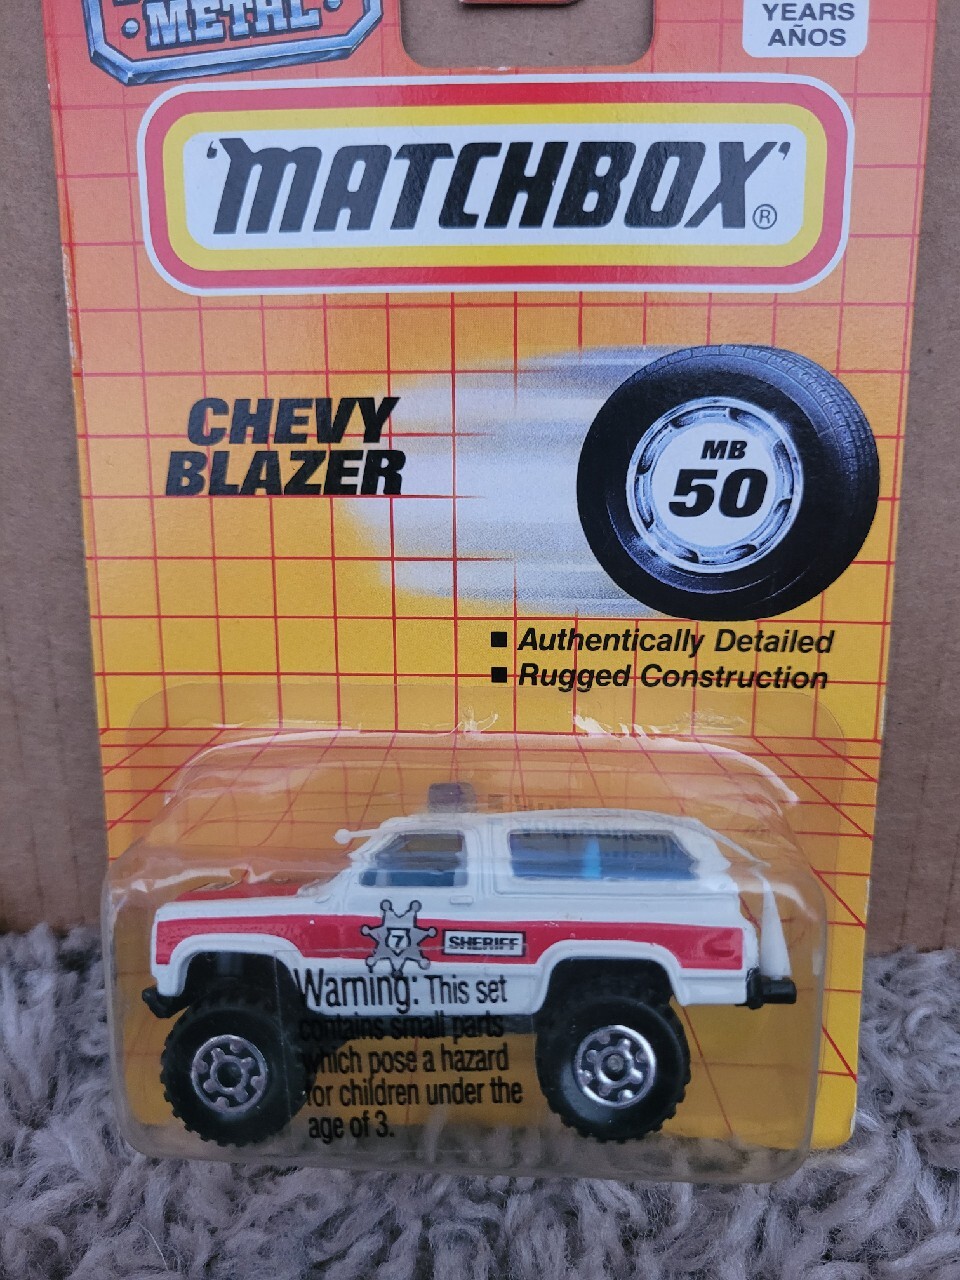 METAL
YEARS
AÑOS
'MATCHBOX'®
CHEVY
BLAZER
MB
50
■ Authentically Detailed
■ Rugged Construction
7
SHERIFF
Warning: This set
contains small parts
which pose a hazard
for children under the
age of 3.